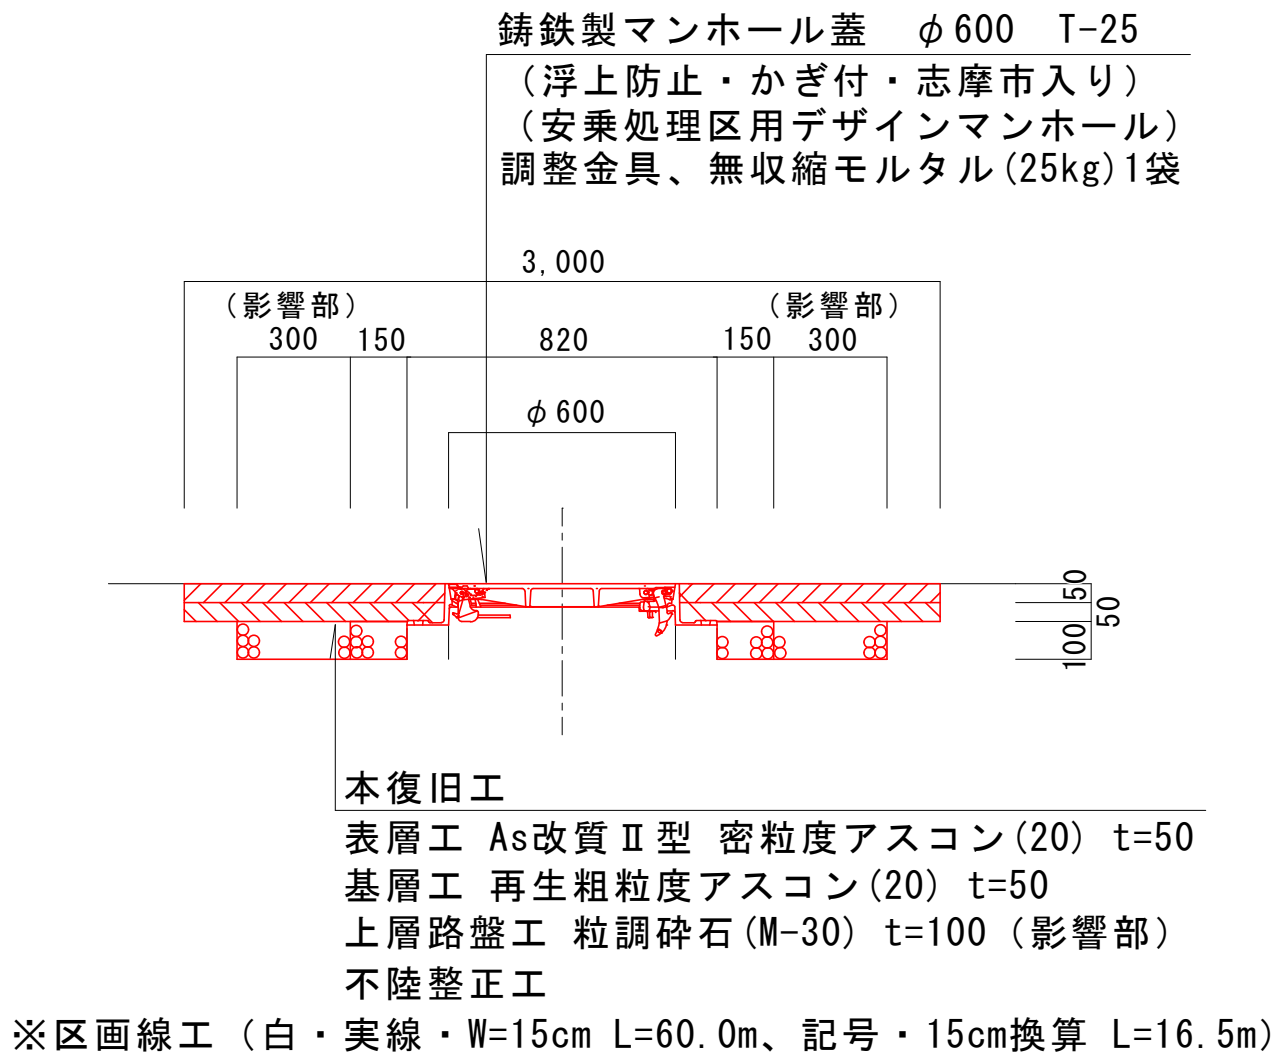 鋳鉄製マンホール蓋　φ600　T-25
（浮上防止・かぎ付・志摩市入り）
（安乗処理区用デザインマンホール）
調整金具、無収縮モルタル(25kg)1袋
3,000
（影響部） （影響部）
300 150 820 150 300
φ600
50
50
100
本復旧工
表層工 As改質Ⅱ型 密粒度アスコン(20) t=50
基層工 再生粗粒度アスコン(20) t=50
上層路盤工 粒調砕石(M-30) t=100（影響部）
不陸整正工
※区画線工（白・実線・W=15cm L=60.0m、記号・15cm換算 L=16.5m）